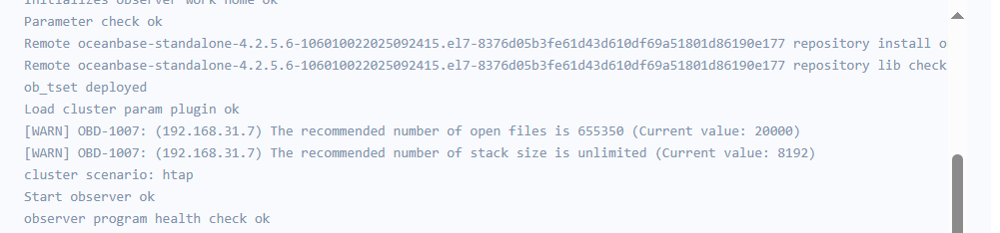 Initializes observer work home ok
Parameter check ok
Remote oceanbase-standalone-4.2.5.6-106010022025092415.el7-8376d05b3fe61d43d610df69a51801d86190e177 repository install o
Remote oceanbase-standalone-4.2.5.6-106010022025092415.el7-8376d05b3fe61d43d610df69a51801d86190e177 repository lib check
ob_tset deployed
Load cluster param plugin ok
[WARN] OBD-1007: (192.168.31.7) The recommended number of open files is 655350 (Current value: 20000)
[WARN] OBD-1007: (192.168.31.7) The recommended number of stack size is unlimited (Current value: 8192)
cluster scenario: htap
Start observer ok
observer program health check ok